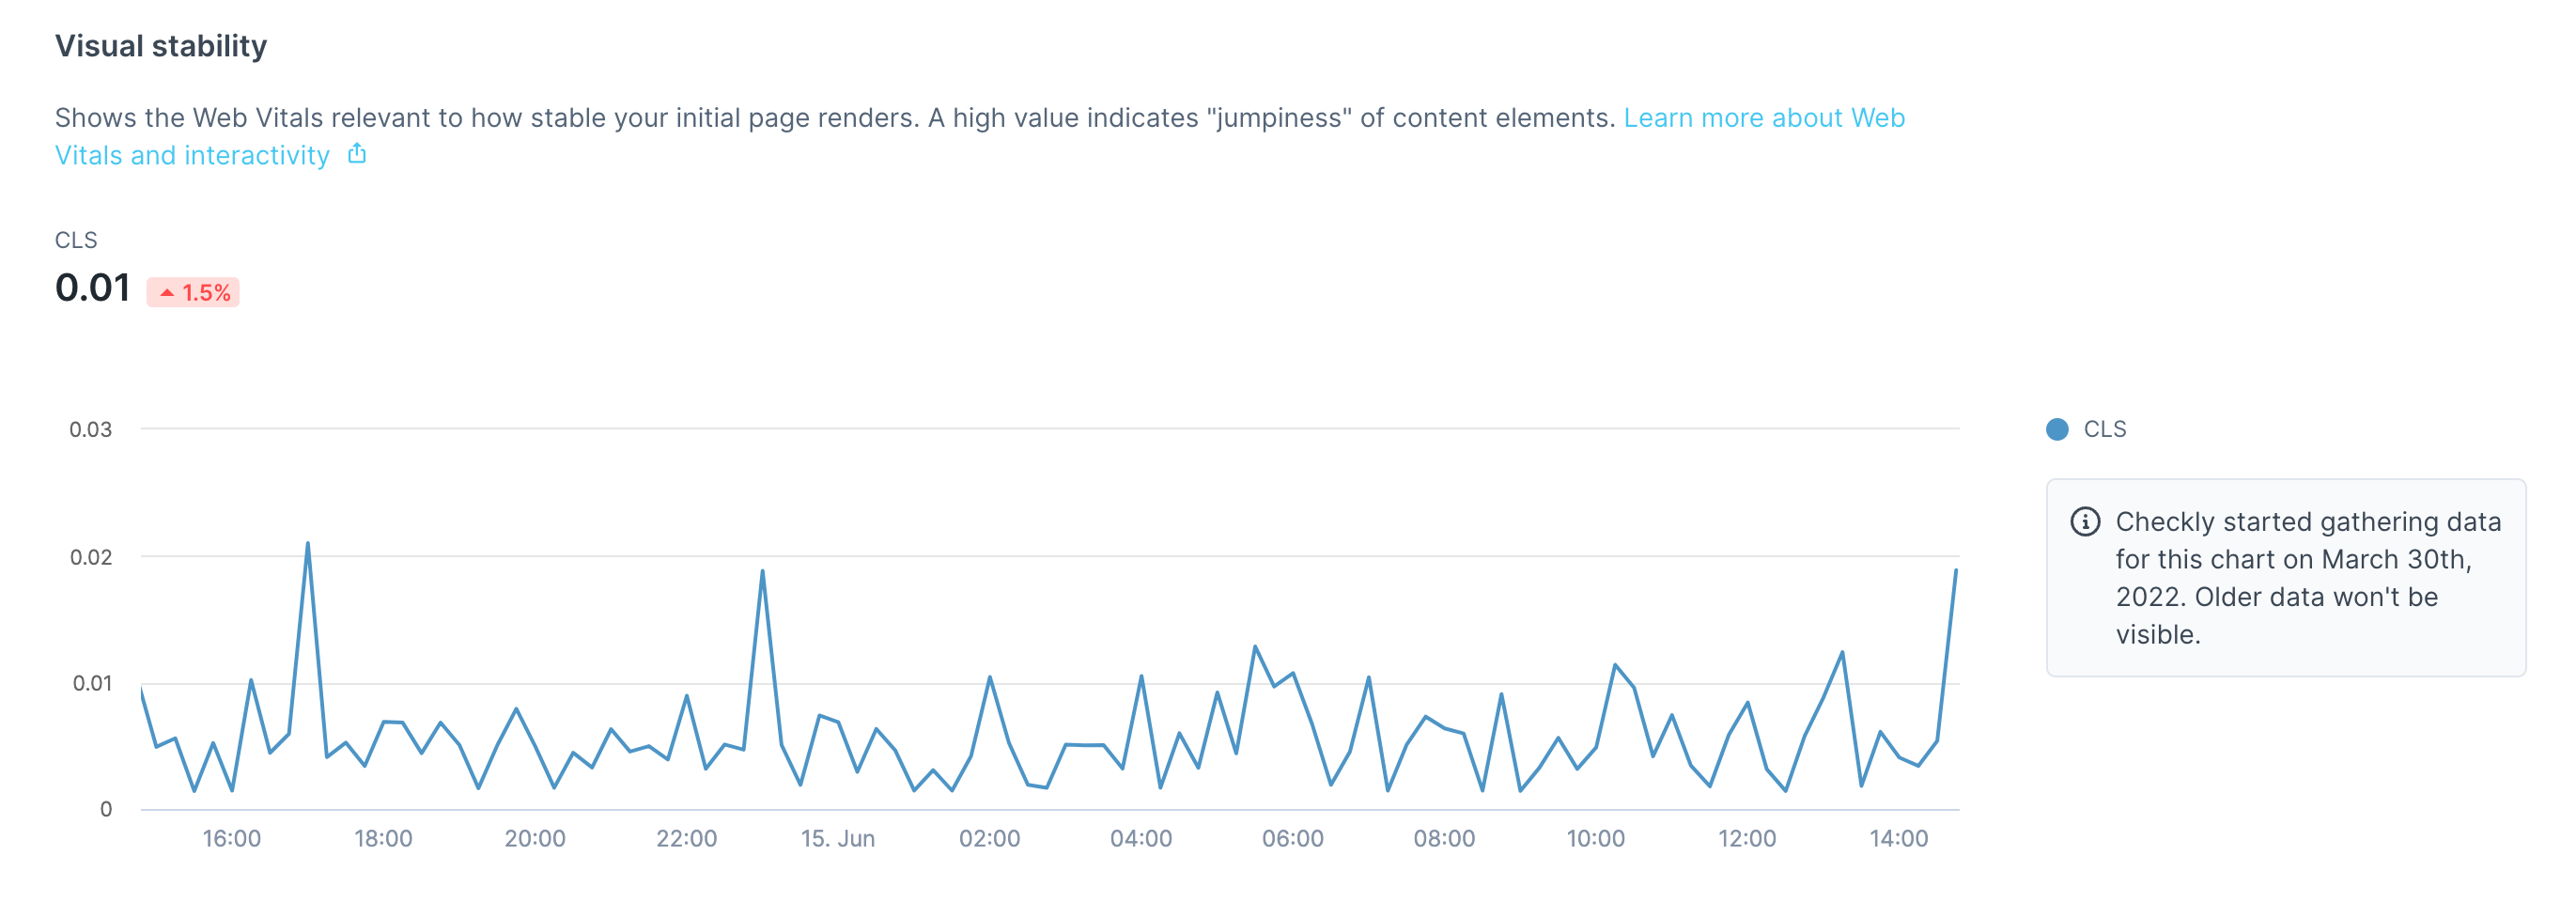 Visual stability
Shows the Web Vitals relevant to how stable your initial page renders. A high value indicates "jumpiness" of content elements. Learn more about Web
Vitals and interactivity
CLS
0.01 1.5%
0.03
0.02
0.01
0
16:00 18:00 20:00 22:00 15. Jun 02:00 04:00 06:00 08:00 10:00 12:00 14:00
CLS
Checkly started gathering data
for this chart on March 30th,
2022. Older data won't be
visible.